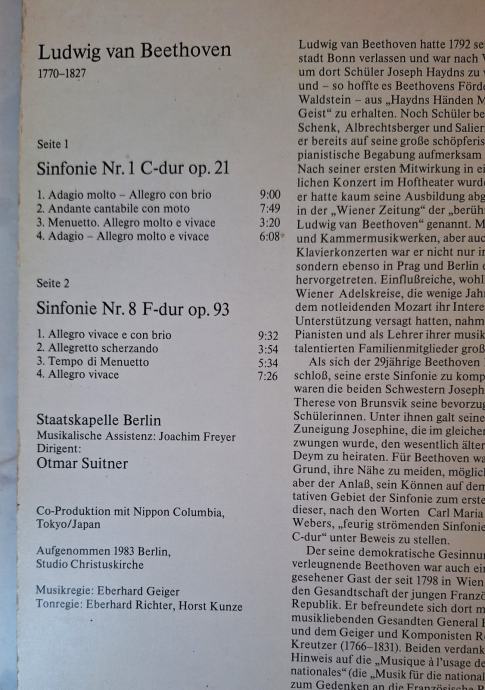 Ludwig van Beethoven
1770–1827
Seite 1
Sinfonie Nr. 1 C-dur op. 21
1. Adagio molto – Allegro con brio 9:00
2. Andante cantabile con moto 7:49
3. Menuetto. Allegro molto e vivace 3:20
4. Adagio – Allegro molto e vivace 6:08
Seite 2
Sinfonie Nr. 8 F-dur op. 93
1. Allegro vivace e con brio 9:32
2. Allegretto scherzando 3:54
3. Tempo di Menuetto 5:34
4. Allegro vivace 7:26
Staatskapelle Berlin
Musikalische Assistenz: Joachim Freyer
Dirigent:
Otmar Suitner
Co-Produktion mit Nippon Columbia,
Tokyo/Japan
Aufgenommen 1983 Berlin,
Studio Christuskirche
Musikregie: Eberhard Geiger
Tonregie: Eberhard Richter, Horst Kunze
Ludwig van Beethoven hatte 1792 se
stadt Bonn verlassen und war nach
um dort Schüler Joseph Haydns zu
und – so hoffte es Beethovens Förd
Waldstein – aus „Haydns Händen M
Geist“ zu erhalten. Noch Schüler be
Schenk, Albrechtsberger und Salier
er bereits auf seine große schöpferis
pianistische Begabung aufmerksam
Nach seiner ersten Mitwirkung in ei
lichen Konzert im Hoftheater wurd
er hatte kaum seine Ausbildung abg
in der „Wiener Zeitung“ der „berüh
Ludwig van Beethoven“ genannt. M
und Kammermusikwerken, aber auc
Klavierkonzerten war er nicht nur i
sondern ebenso in Prag und Berlin
hervorgetreten. Einflußreiche, wohl
Wiener Adelskreise, die wenige Jah
dem notleidenden Mozart ihr Intere
Unterstützung versagt hatten, nahm
Pianisten und als Lehrer ihrer musik
talentierten Familienmitglieder groß
Als sich der 29jährige Beethoven
schloß, seine erste Sinfonie zu komp
waren die beiden Schwestern Joseph
Therese von Brunsvik seine bevorzug
Schülerinnen. Unter ihnen galt seine
Zuneigung Josephine, die im gleichen
zwungen wurde, den wesentlich älter
Deym zu heiraten. Für Beethoven wa
Grund, ihre Nähe zu meiden, möglic
aber der Anlaß, sein Können auf dem
tativen Gebiet der Sinfonie zum erste
dieser, nach den Worten Carl Maria
Webers, „feurig strömenden Sinfonie
C-dur“ unter Beweis zu stellen.
Der seine demokratische Gesinnu
verleugnende Beethoven war auch ei
gesehener Gast der seit 1798 in Wien
den Gesandtschaft der jungen Franzö
Republik. Er befreundete sich dort m
musikliebenden Gesandten General
und dem Geiger und Komponisten R
Kreutzer (1766–1831). Beiden verdank
Hinweis auf die „Musique à l'usage de
nationales“ (die „Musik für die national
zum Gedenken an die Französische R